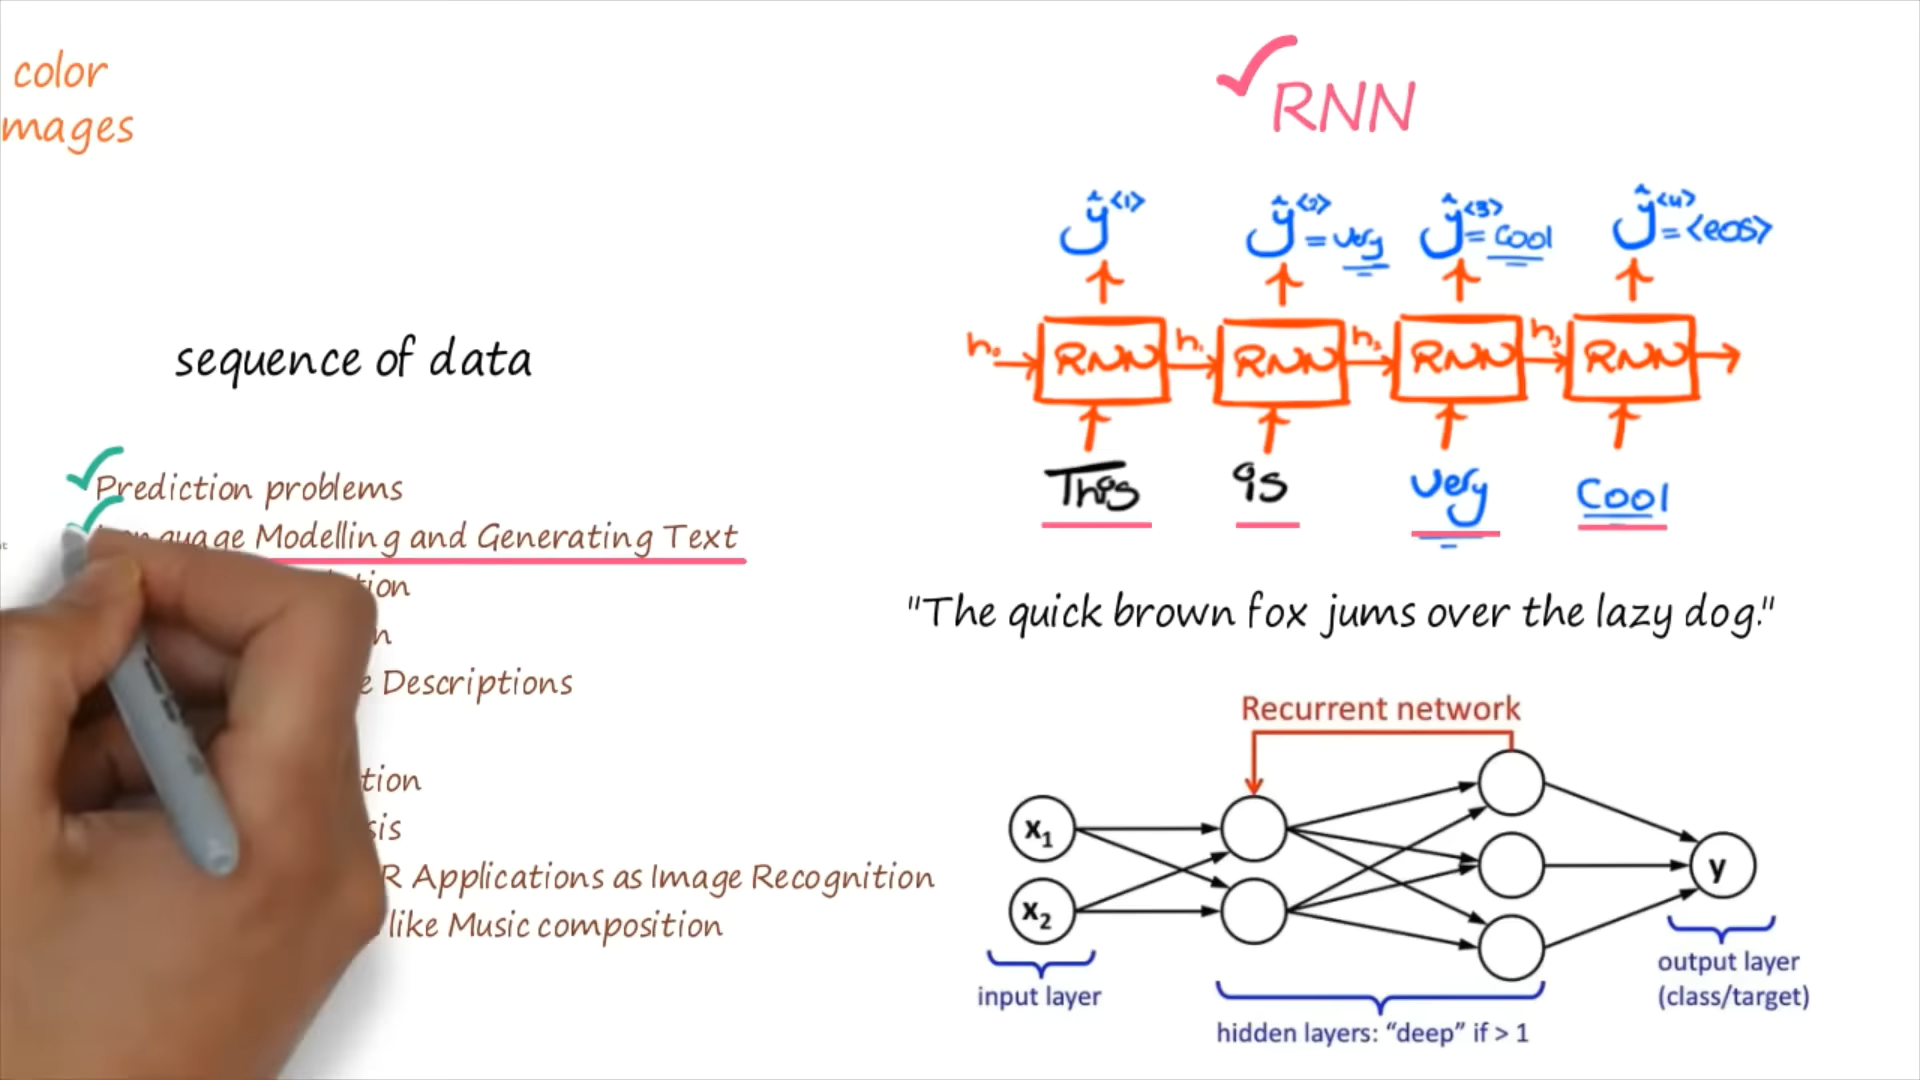 color
mages
sequence of data
Prediction problems
Language Modelling and Generating Text
tion
n
e Descriptions
tion
sis
R Applications as Image Recognition
like Music composition
RNN
ŷ<1> ŷ<2> = very ŷ<3> = cool ŷ<4> = <eos>
h₀ RNN h₁ RNN h₂ RNN h₃ RNN
This is very cool
"The quick brown fox jums over the lazy dog."
Recurrent network
x₁
x₂
y
input layer
hidden layers: “deep” if > 1
output layer
(class/target)